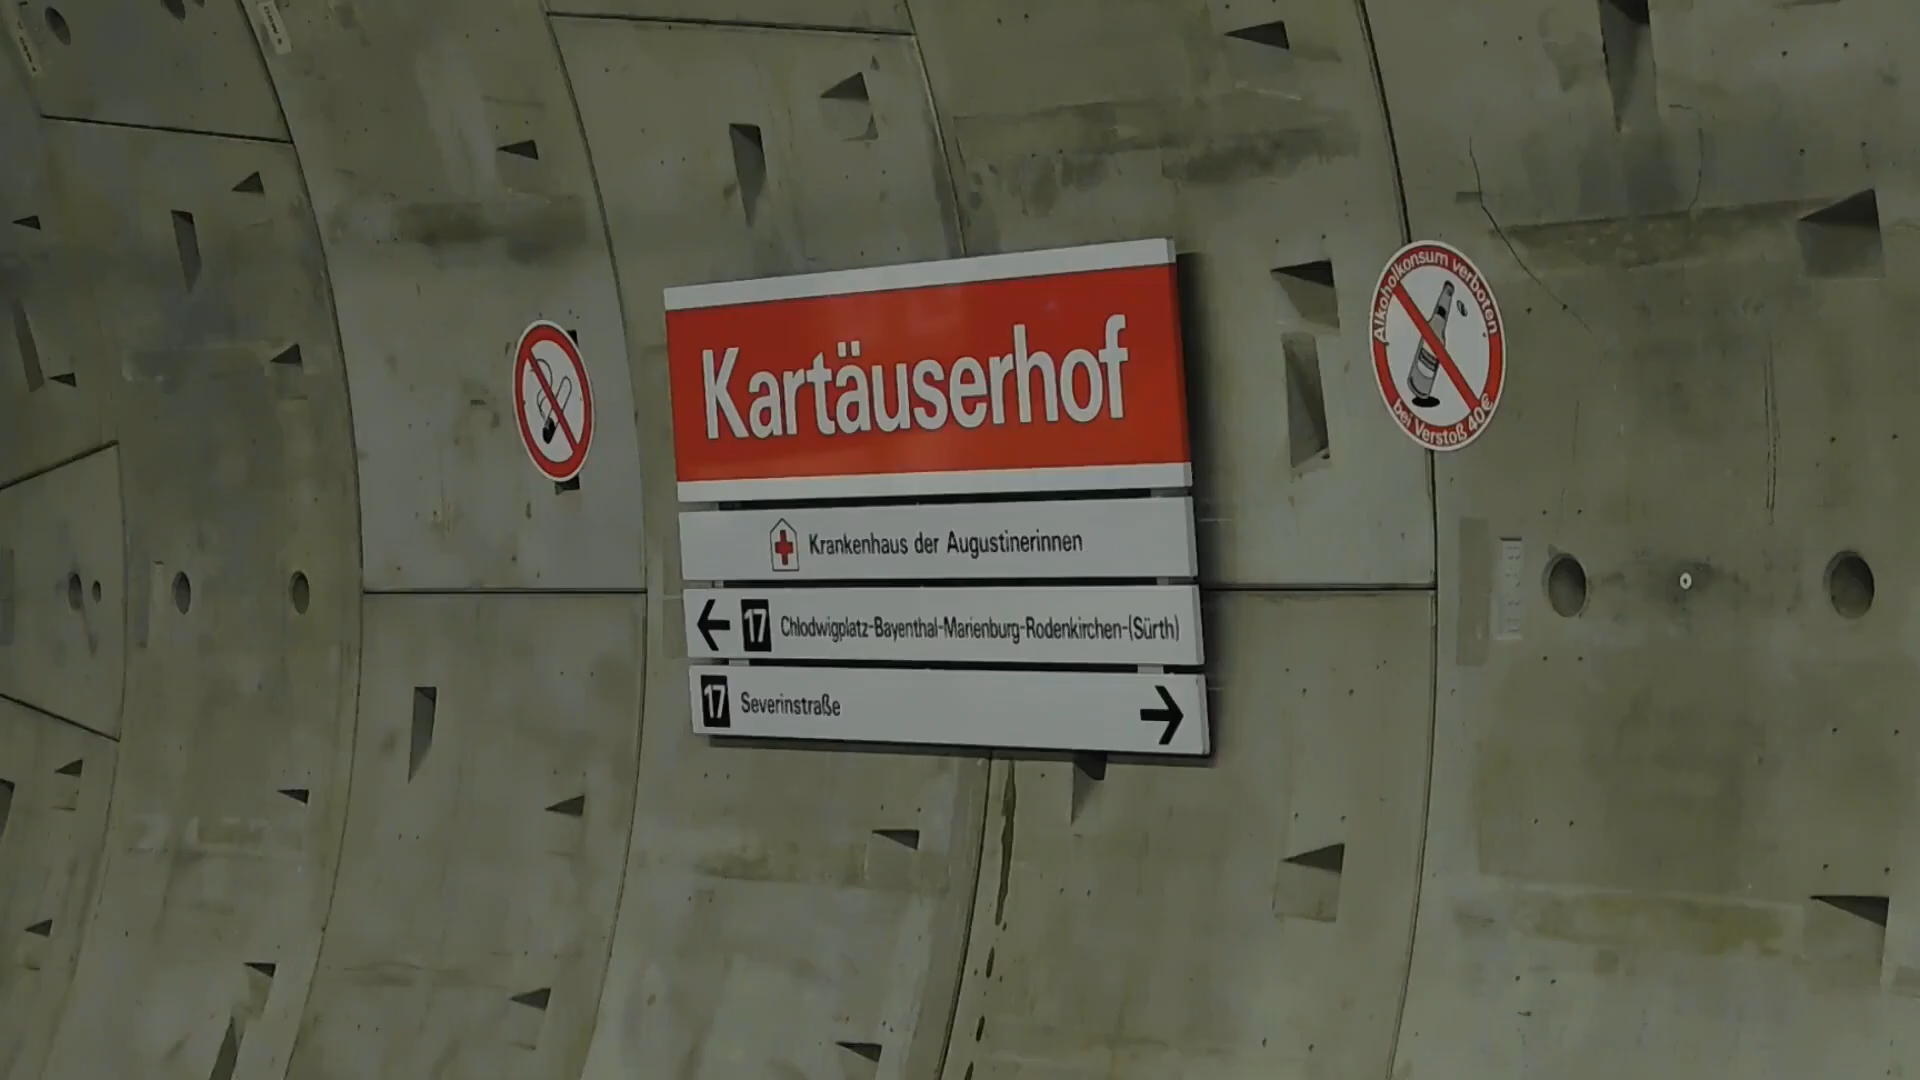 Kartäuserhof
Krankenhaus der Augustinerinnen
17 Chlodwigplatz-Bayenthal-Marienburg-Rodenkirchen-(Sürth)
17 Severinstraße
Alkoholkonsum verboten
bei Verstoß 40€